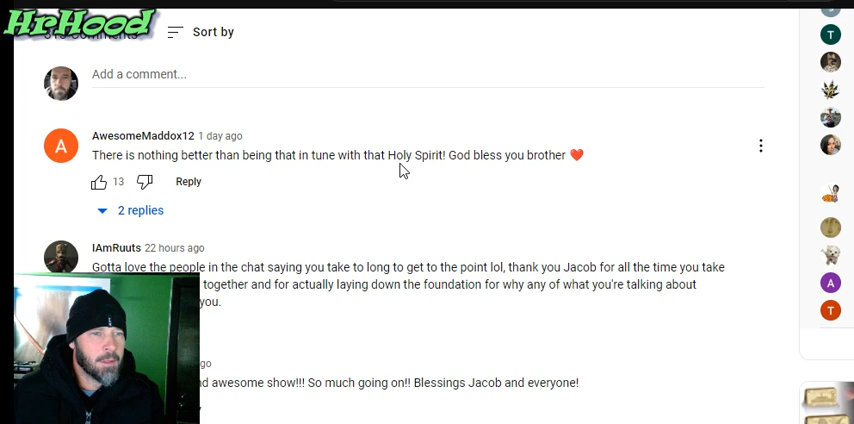 HrHood
Comments
Sort by
Add a comment...
AwesomeMaddox12 1 day ago
There is nothing better than being that in tune with that Holy Spirit! God bless you brother ❤️
13
Reply
2 replies
IAmRuuts 22 hours ago
Gotta love the people in the chat saying you take to long to get to the point lol, thank you Jacob for all the time you take
together and for actually laying down the foundation for why any of what you're talking about
you.
go
nd awesome show!!! So much going on!! Blessings Jacob and everyone!
A
T
A
A
T